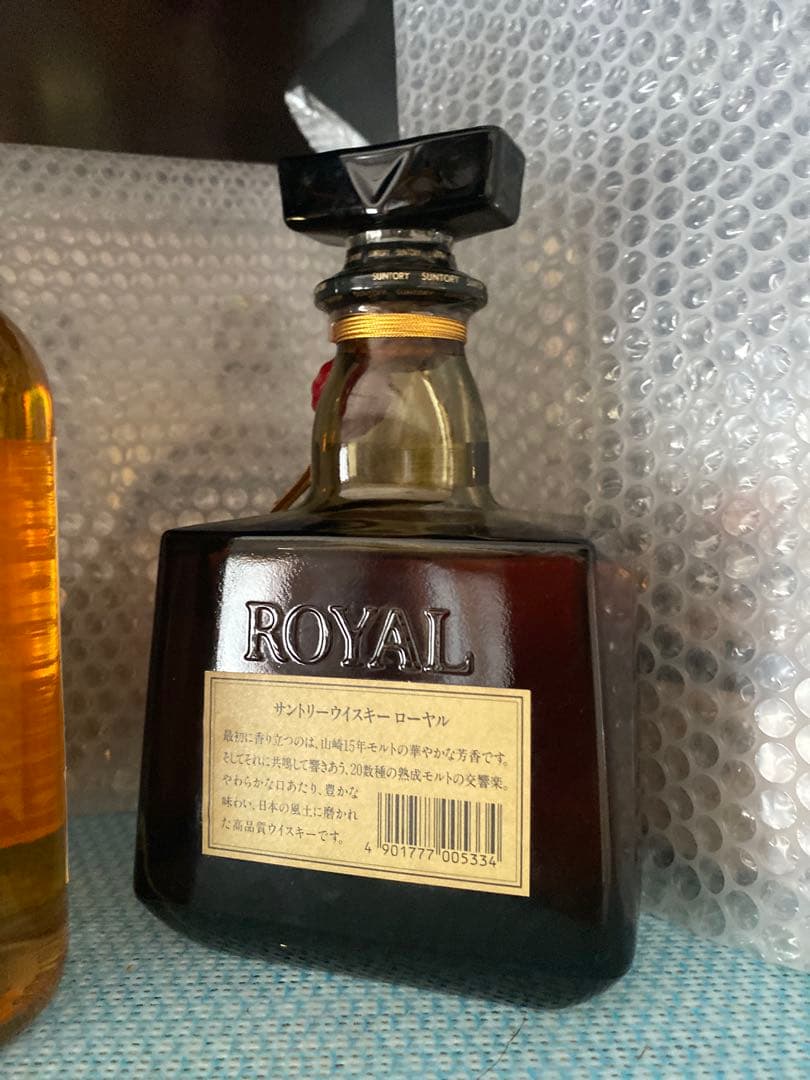 SUNTORY SUNTORY
ROYAL
サントリーウイスキー ローヤル
最初に香り立つのは、山崎15年モルトの華やかな芳香です。
そしてそれに共鳴して響きあう、20数種の熟成モルトの交響楽。
やわらかな口あたり、豊かな
味わい。日本の風土に磨かれ
た高品質ウイスキーです。
4 901777 005334